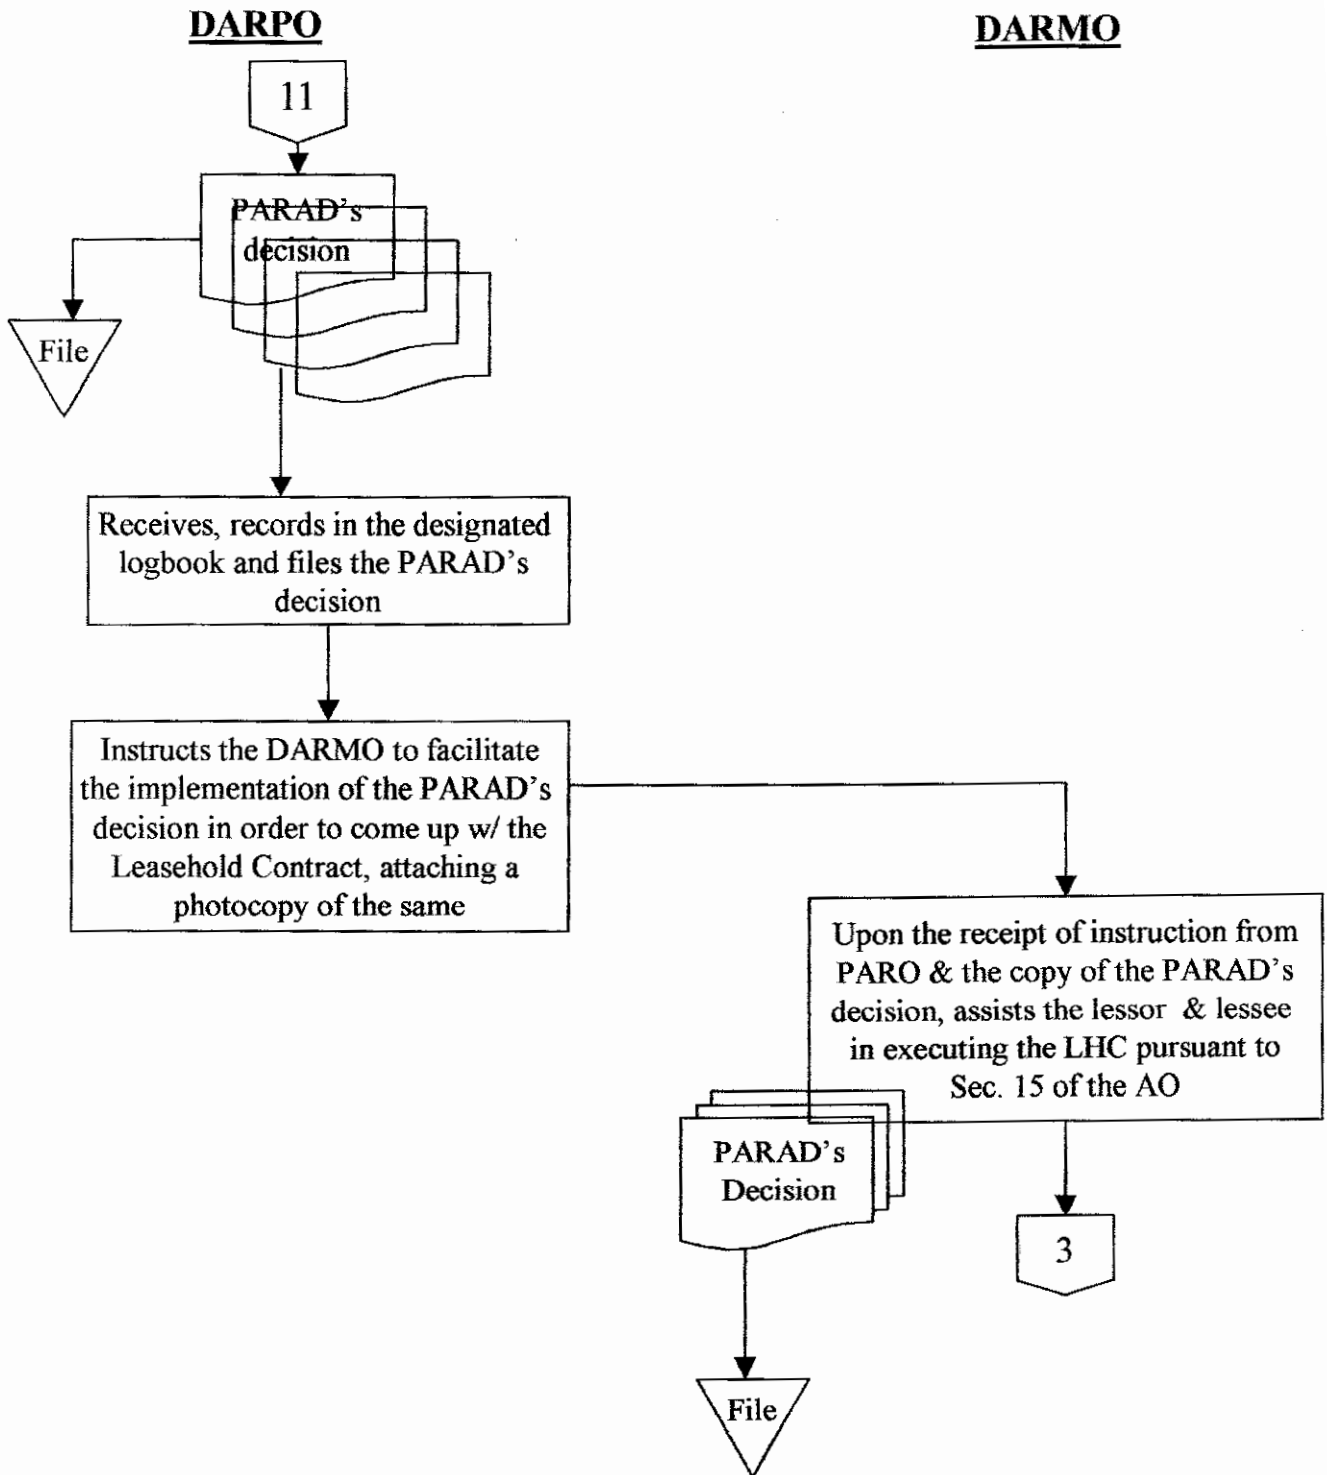 DARPO
DARMO
11
PARAD's
decision
File
Receives, records in the designated
logbook and files the PARAD's
decision
Instructs the DARMO to facilitate
the implementation of the PARAD's
decision in order to come up w/ the
Leasehold Contract, attaching a
photocopy of the same
Upon the receipt of instruction from
PARO & the copy of the PARAD's
decision, assists the lessor & lessee
in executing the LHC pursuant to
Sec. 15 of the AO
PARAD's
Decision
3
File